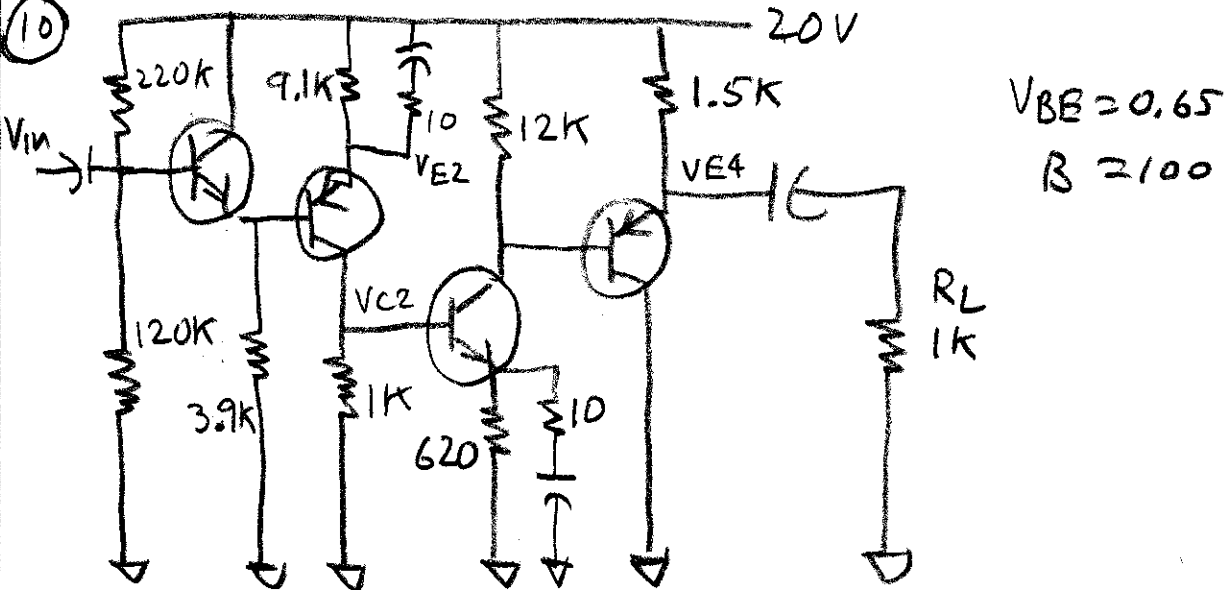 10
20V
220K
9.1K
10
12K
1.5K
VBE = 0.65
B = 100
Vin
VE2
VE4
VC2
RL
1K
120K
3.9K
1K
620
10